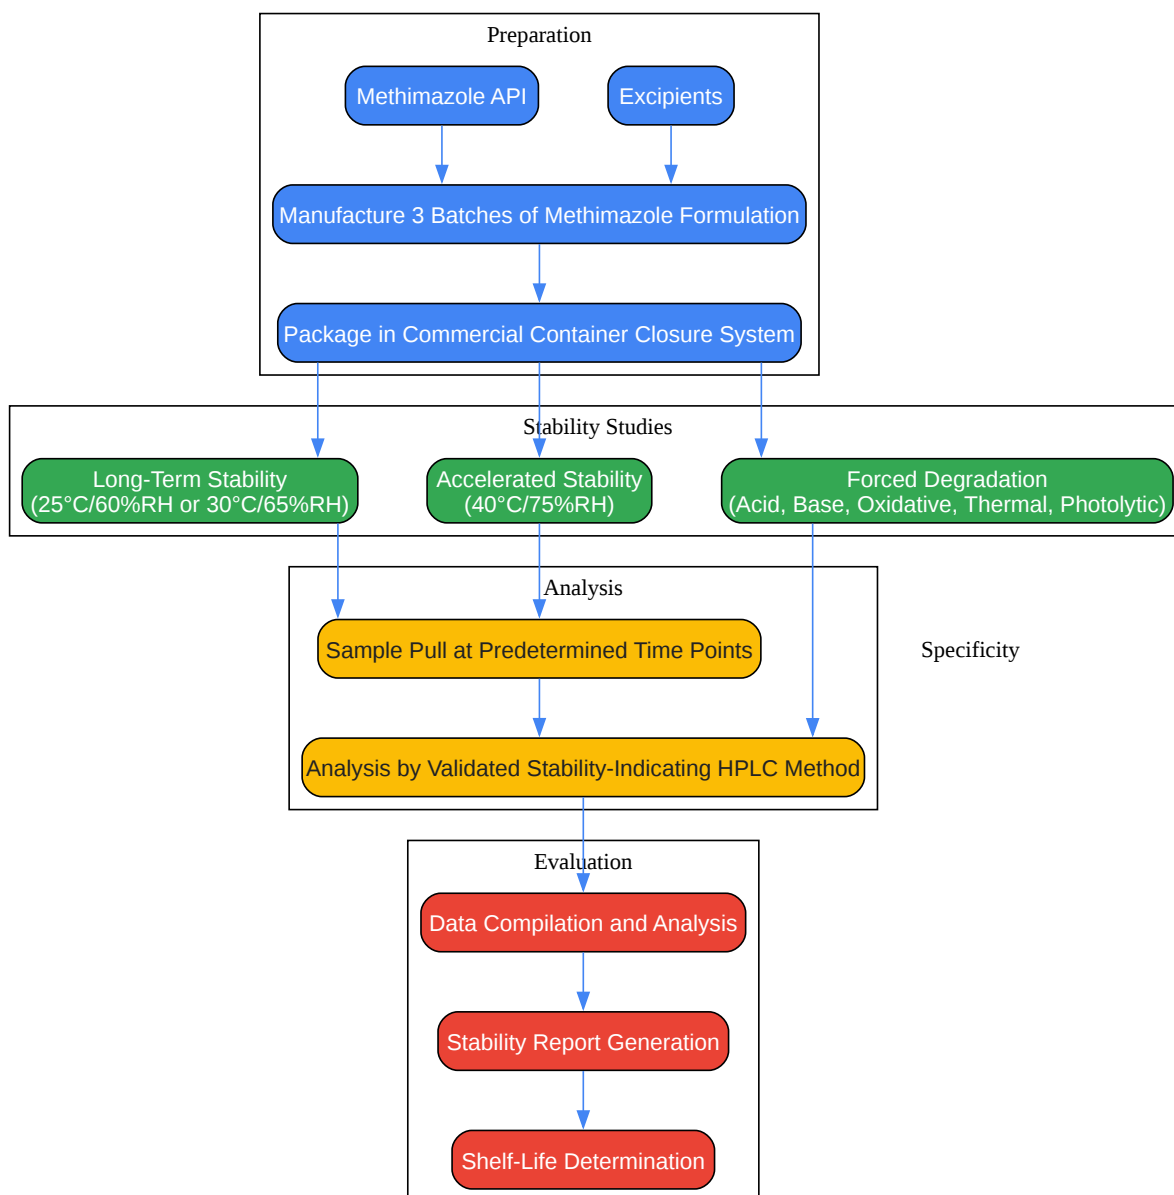 Preparation
Methimazole API
Excipients
Manufacture 3 Batches of Methimazole Formulation
Package in Commercial Container Closure System
Stability Studies
Long-Term Stability
(25°C/60%RH or 30°C/65%RH)
Accelerated Stability
(40°C/75%RH)
Forced Degradation
(Acid, Base, Oxidative, Thermal, Photolytic)
Analysis
Sample Pull at Predetermined Time Points
Specificity
Analysis by Validated Stability-Indicating HPLC Method
Evaluation
Data Compilation and Analysis
Stability Report Generation
Shelf-Life Determination